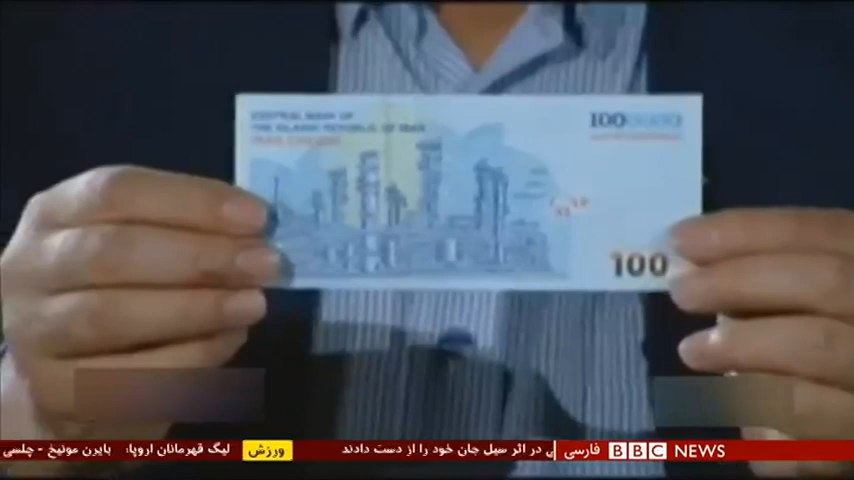 CENTRAL BANK OF
THE ISLAMIC REPUBLIC OF IRAN
100
100
لیگ قهرمانان اروپا: بایرن مونیخ - چلسی
ورزش
در اثر سیل جان خود را از دست دادند
BBC NEWS فارسی